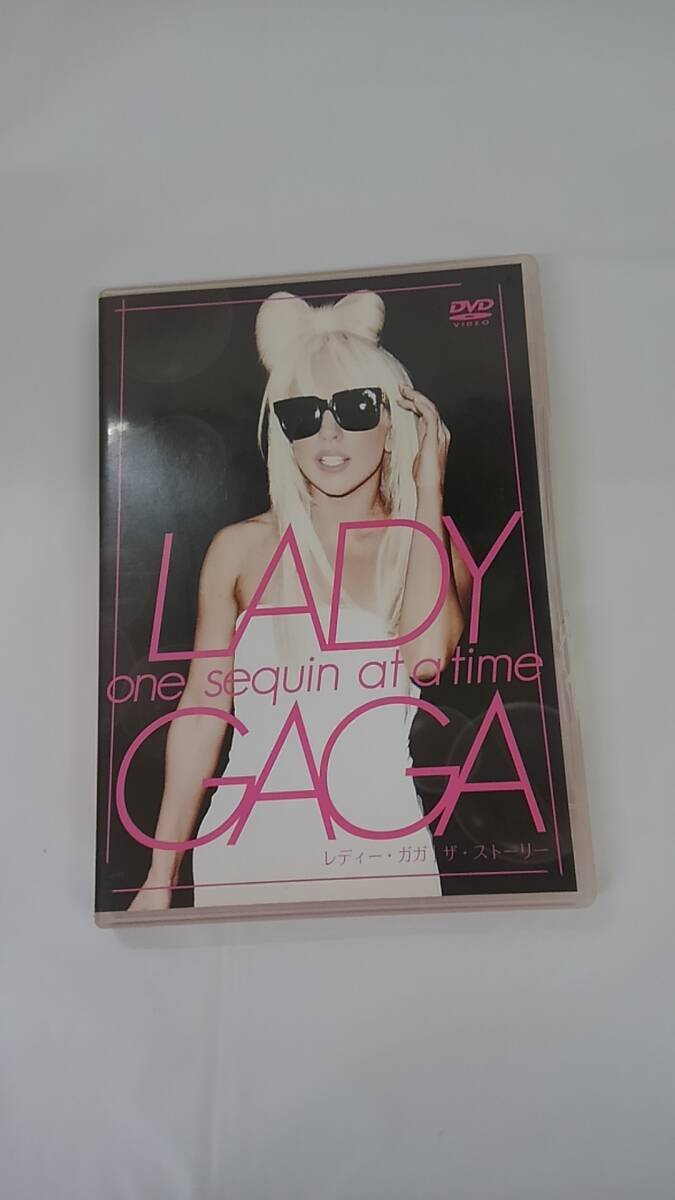 DVD
VIDEO
LADY
one sequin at a time
GAGA
レディー・ガガ ザ・ストーリー